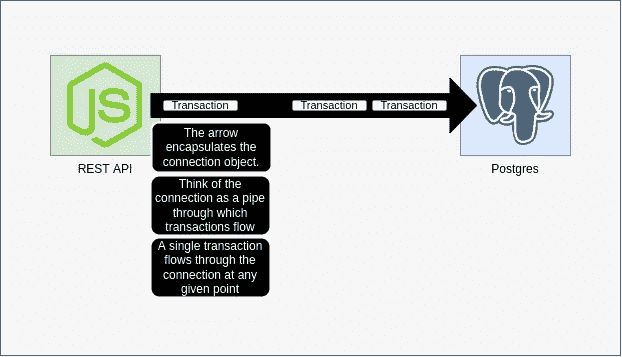 JS
Transaction
Transaction
Transaction
The arrow
encapsulates the
connection object.
REST API
Postgres
Think of the
connection as a pipe
through which
transactions flow
A single transaction
flows through the
connection at any
given point